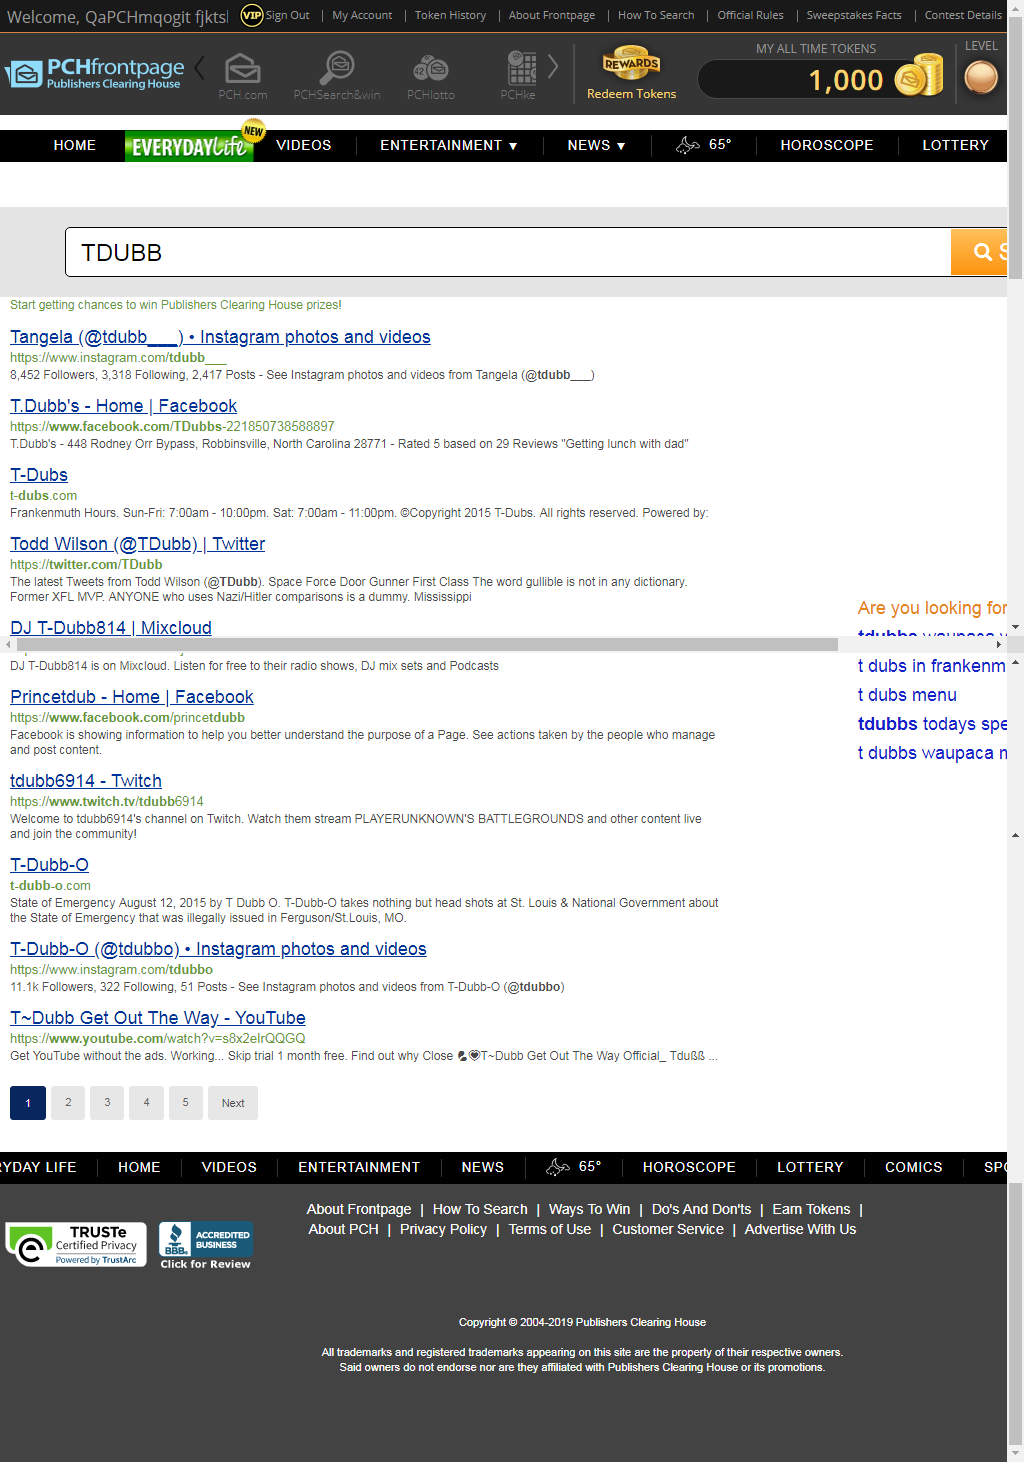 Welcome, QaPCHmqogit fjkts
VIP Sign Out | My Account | Token History | About Frontpage | How To Search | Official Rules | Sweepstakes Facts | Contest Details
PCHfrontpage
Publishers Clearing House
PCH.com
PCHSearch&win
42
PCHlotto
PCHke
REWARDS
Redeem Tokens
MY ALL TIME TOKENS
1,000
LEVEL
HOME
EVERYDAY Life
NEW
VIDEOS
ENTERTAINMENT ▼
NEWS ▼
65°
HOROSCOPE
LOTTERY
TDUBB
S
Start getting chances to win Publishers Clearing House prizes!
Tangela (@tdubb___) • Instagram photos and videos
https://www.instagram.com/tdubb___
8,452 Followers, 3,318 Following, 2,417 Posts - See Instagram photos and videos from Tangela (@tdubb___)
T.Dubb's - Home | Facebook
https://www.facebook.com/TDubbs-221850738588897
T.Dubb's - 448 Rodney Orr Bypass, Robbinsville, North Carolina 28771 - Rated 5 based on 29 Reviews "Getting lunch with dad"
T-Dubs
t-dubs.com
Frankenmuth Hours. Sun-Fri: 7:00am - 10:00pm. Sat: 7:00am - 11:00pm. ©Copyright 2015 T-Dubs. All rights reserved. Powered by:
Todd Wilson (@TDubb) | Twitter
https://twitter.com/TDubb
The latest Tweets from Todd Wilson (@TDubb). Space Force Door Gunner First Class The word gullible is not in any dictionary.
Former XFL MVP. ANYONE who uses Nazi/Hitler comparisons is a dummy. Mississippi
DJ T-Dubb814 | Mixcloud
DJ T-Dubb814 is on Mixcloud. Listen for free to their radio shows, DJ mix sets and Podcasts
Princetdub - Home | Facebook
https://www.facebook.com/princetdubb
Facebook is showing information to help you better understand the purpose of a Page. See actions taken by the people who manage
and post content.
tdubb6914 - Twitch
https://www.twitch.tv/tdubb6914
Welcome to tdubb6914's channel on Twitch. Watch them stream PLAYERUNKNOWN'S BATTLEGROUNDS and other content live
and join the community!
T-Dubb-O
t-dubb-o.com
State of Emergency August 12, 2015 by T Dubb O. T-Dubb-O takes nothing but head shots at St. Louis & National Government about
the State of Emergency that was illegally issued in Ferguson/St.Louis, MO.
T-Dubb-O (@tdubbo) • Instagram photos and videos
https://www.instagram.com/tdubbo
11.1k Followers, 322 Following, 51 Posts - See Instagram photos and videos from T-Dubb-O (@tdubbo)
T~Dubb Get Out The Way - YouTube
https://www.youtube.com/watch?v=s8x2eIrQQGQ
Get YouTube without the ads. Working... Skip trial 1 month free. Find out why Close T~Dubb Get Out The Way Official_ Tdußß ...
Are you looking for
tdubbs waupaca
t dubs in frankenm
t dubs menu
tdubbs todays spe
t dubbs waupaca
1 2 3 4 5 Next
RYDAY LIFE
HOME
VIDEOS
ENTERTAINMENT
NEWS
65°
HOROSCOPE
LOTTERY
COMICS
SPO
About Frontpage | How To Search | Ways To Win | Do's And Don'ts | Earn Tokens |
About PCH | Privacy Policy | Terms of Use | Customer Service | Advertise With Us
TRUSTe
Certified Privacy
Powered by TrustArc
BBB.
ACCREDITED
BUSINESS
Click for Review
Copyright © 2004-2019 Publishers Clearing House
All trademarks and registered trademarks appearing on this site are the property of their respective owners.
Said owners do not endorse nor are they affiliated with Publishers Clearing House or its promotions.